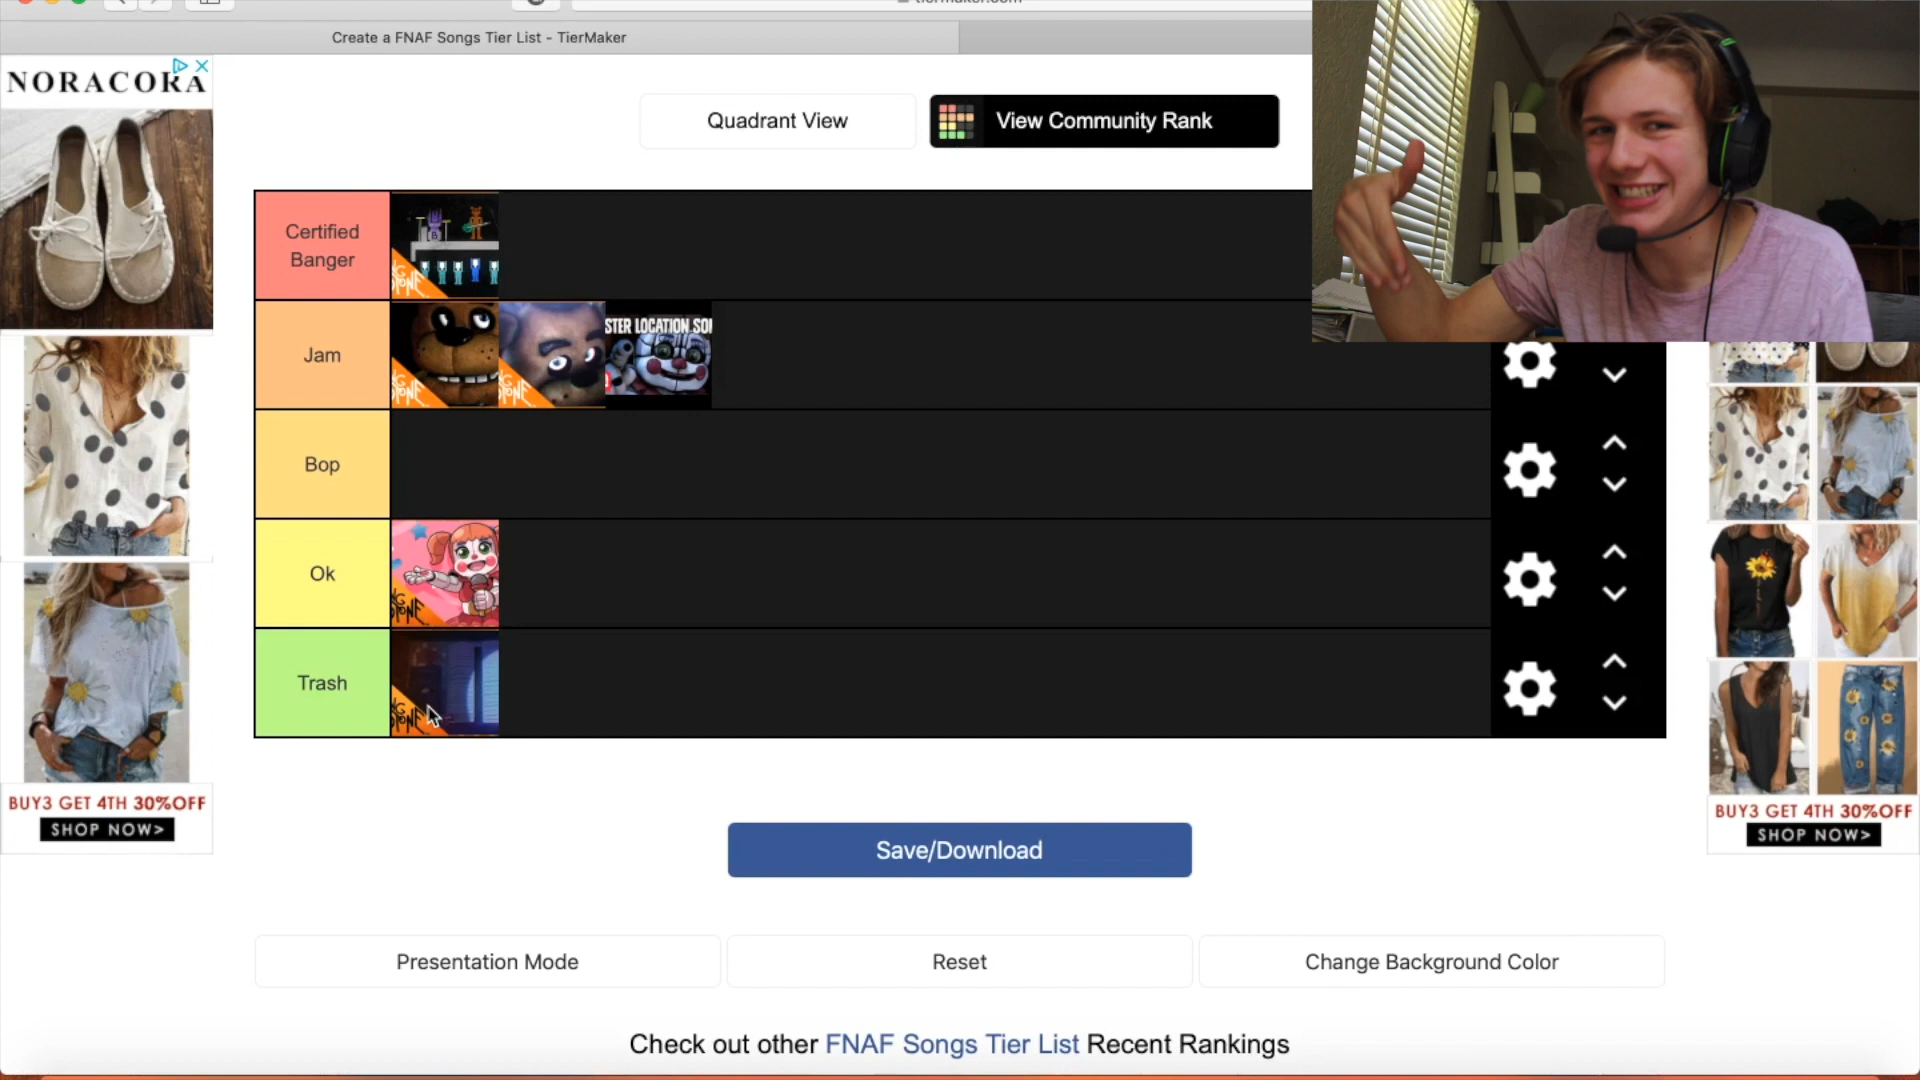 Create a FNAF Songs Tier List - TierMaker
NORACORA
Quadrant View
View Community Rank
Certified
Banger
Jam
STER LOCATION SON
Bop
Ok
Trash
BUY3 GET 4TH 30%OFF
SHOP NOW>
BUY3 GET 4TH 30%OFF
SHOP NOW>
Save/Download
Presentation Mode
Reset
Change Background Color
Check out other FNAF Songs Tier List Recent Rankings